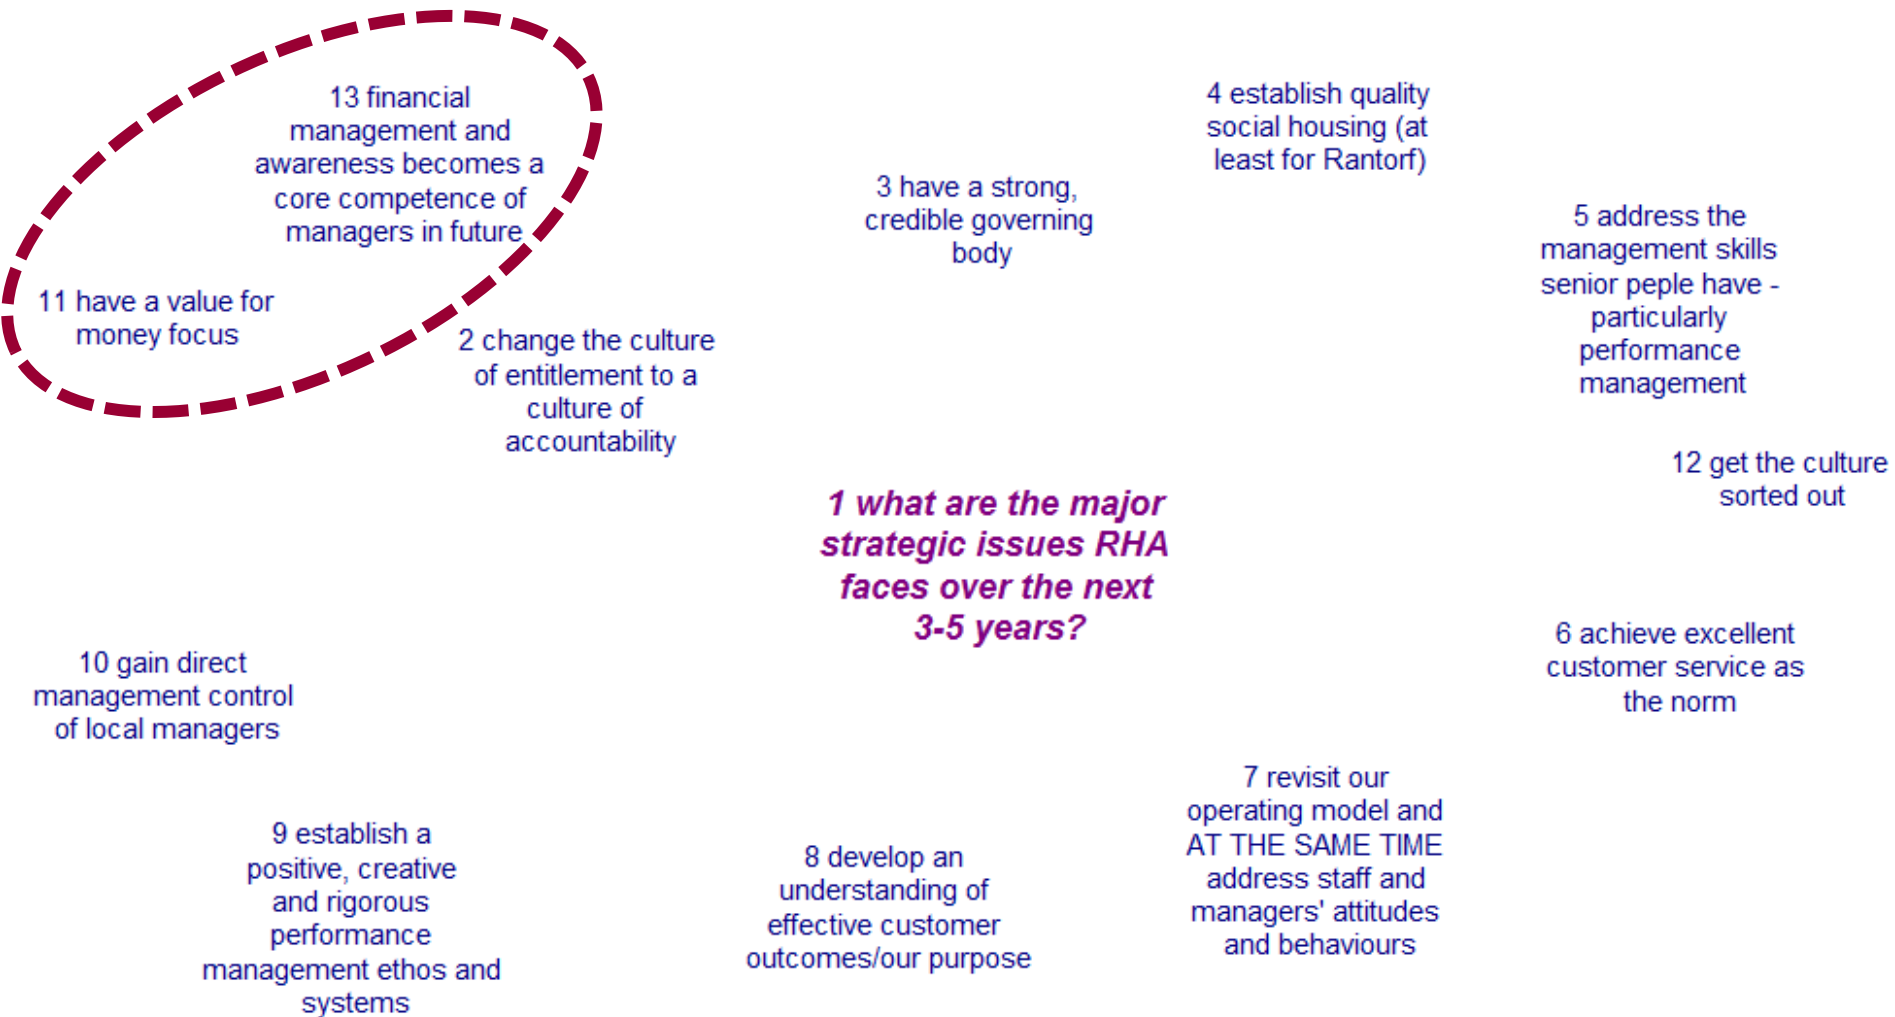 13 financial
management and
awareness becomes a
core competence of
managers in future
11 have a value for
money focus
2 change the culture
of entitlement to a
culture of
accountability
3 have a strong,
credible governing
body
4 establish quality
social housing (at
least for Rantorf)
5 address the
management skills
senior peple have -
particularly
performance
management
12 get the culture
sorted out
1 what are the major
strategic issues RHA
faces over the next
3-5 years?
6 achieve excellent
customer service as
the norm
10 gain direct
management control
of local managers
9 establish a
positive, creative
and rigorous
performance
management ethos and
systems
8 develop an
understanding of
effective customer
outcomes/our purpose
7 revisit our
operating model and
AT THE SAME TIME
address staff and
managers' attitudes
and behaviours